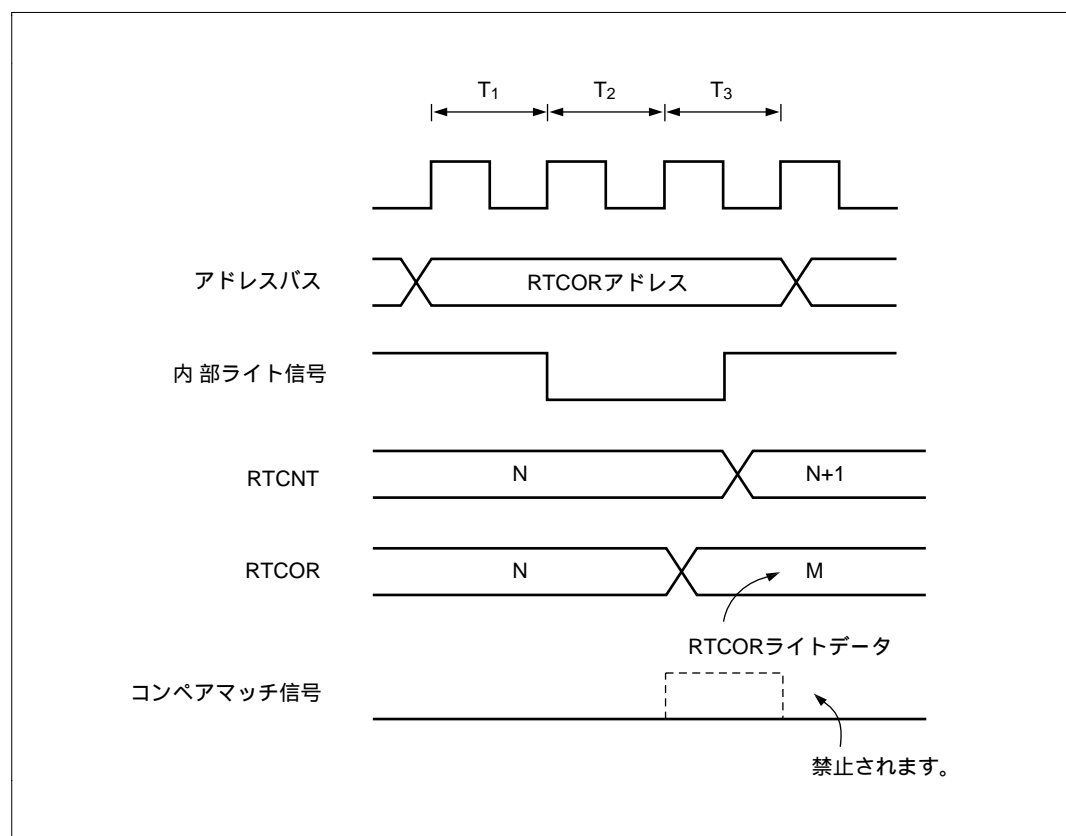 T1 T2 T3
アドレスバス RTCORアドレス
内 部ライト信号
RTCNT N N+1
RTCOR N M
RTCORライトデータ
コンペアマッチ信号
禁止されます。